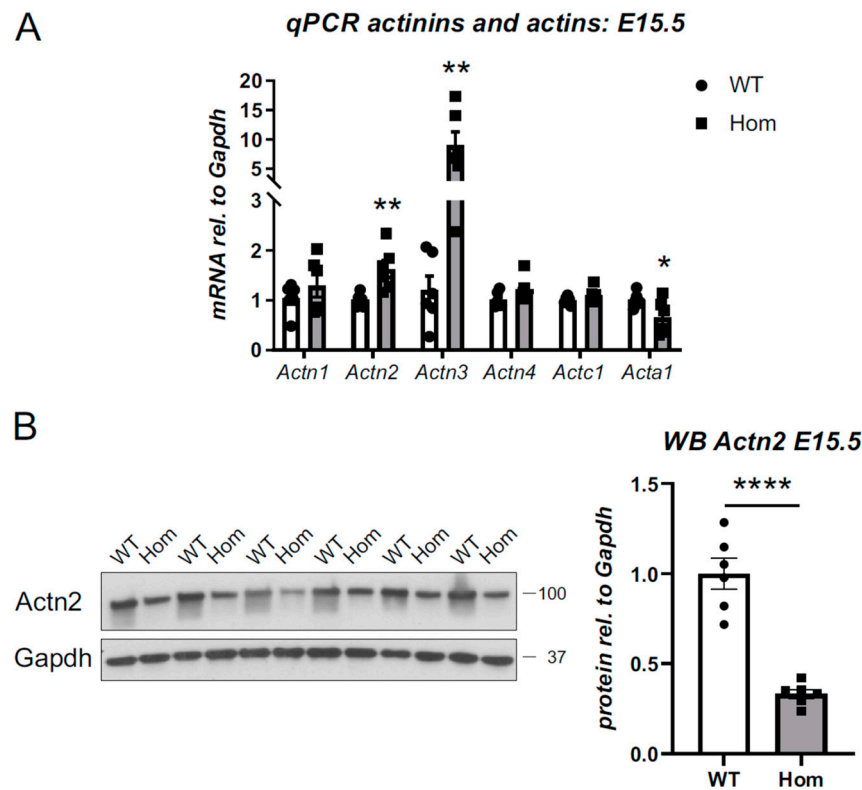 A
qPCR actinins and actins: E15.5
mRNA rel. to Gapdh
20
15
10
5
3
2
1
0
** ** *
WT
Hom
Actn1 Actn2 Actn3 Actn4 Actc1 Acta1
B
WT Hom WT Hom WT Hom WT Hom WT Hom WT Hom
Actn2
100
Gapdh
37
WB Actn2 E15.5
protein rel. to Gapdh
1.5
1.0
0.5
0.0
****
WT Hom